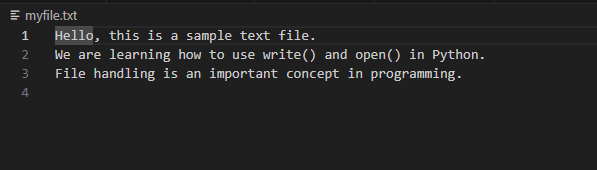 myfile.txt
1 Hello, this is a sample text file.
2 We are learning how to use write() and open() in Python.
3 File handling is an important concept in programming.
4